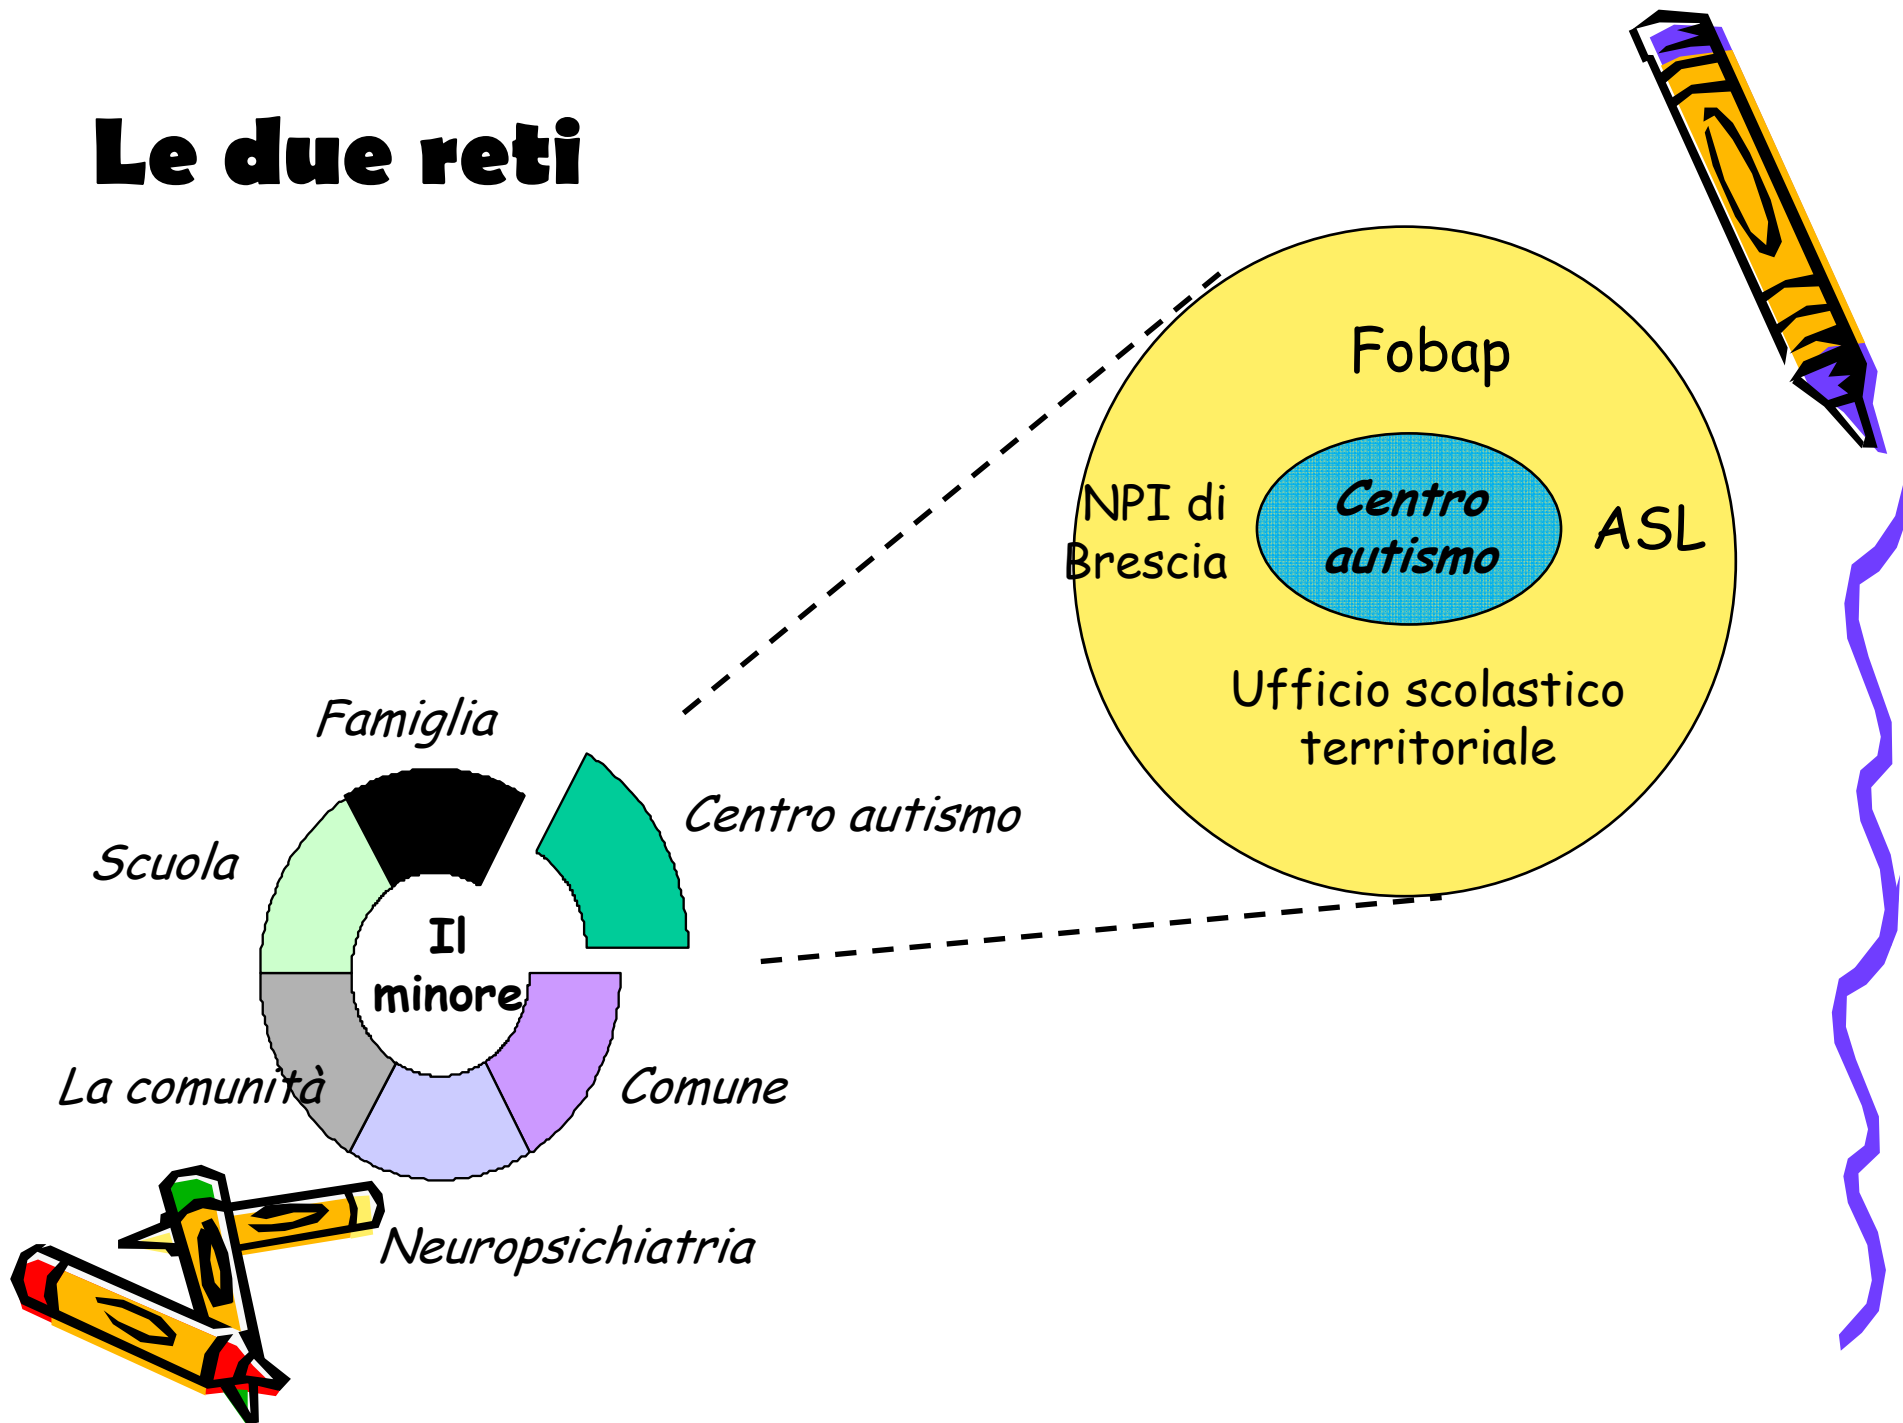 Le due reti
Fobap
NPI di
Brescia
Centro
autismo
ASL
Ufficio scolastico
territoriale
Famiglia
Centro autismo
Scuola
Il
minore
La comunità
Comune
Neuropsichiatria